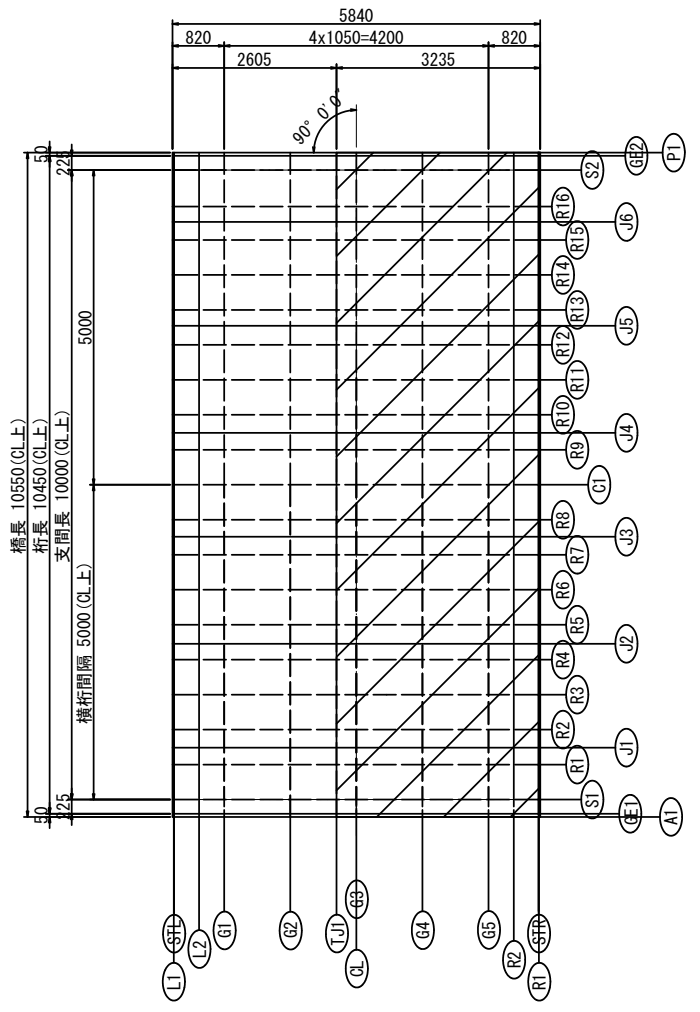 5840
820
4x1050=4200
820
2605
3235
90° 0'0"
橋長 10550(CL上)
桁長 10450(CL上)
支間長 10000(CL上)
横桁間隔 5000(CL上)
5000
50
225
50
225
P1
GE2
S2
R16
J6
R15
R14
R13
J5
R12
R11
R10
J4
R9
C1
R8
J3
R7
R6
R5
J2
R4
R3
R2
J1
R1
S1
GE1
A1
L1
STL
L2
G1
G2
TJ1
CL
G3
G4
G5
R2
R1
STR